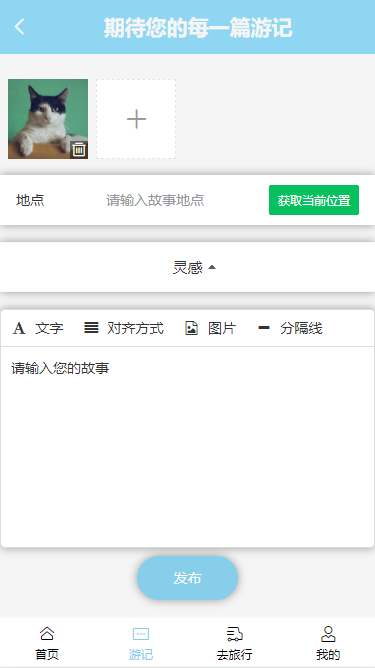 期待您的每一篇游记
地点 请输入故事地点 获取当前位置
灵感
A 文字 对齐方式 图片 分隔线
请输入您的故事
发布
首页 游记 去旅行 我的